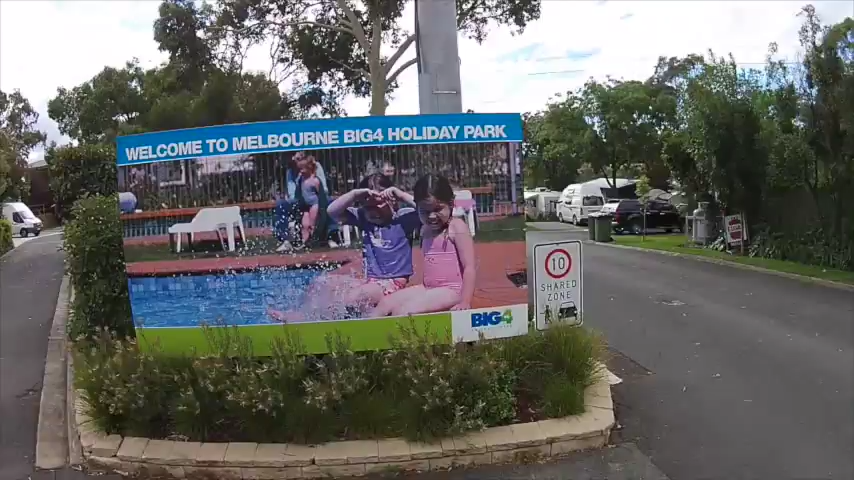 WELCOME TO MELBOURNE BIG4 HOLIDAY PARK
BIG4
10
SHARED
ZONE